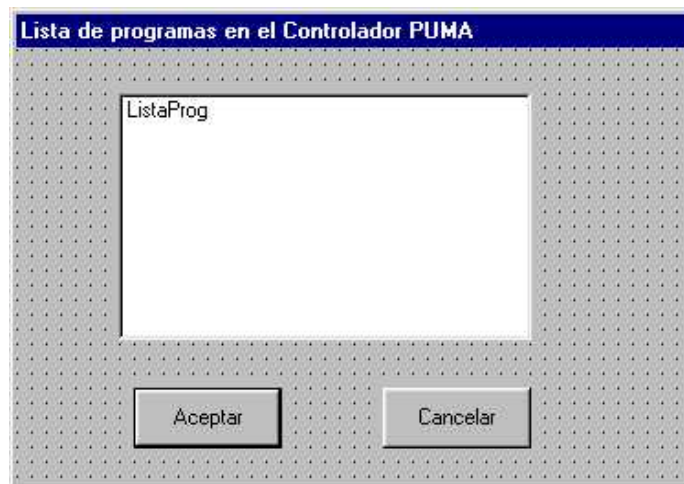 Lista de programas en el Controlador PUMA
ListaProg
Aceptar
Cancelar